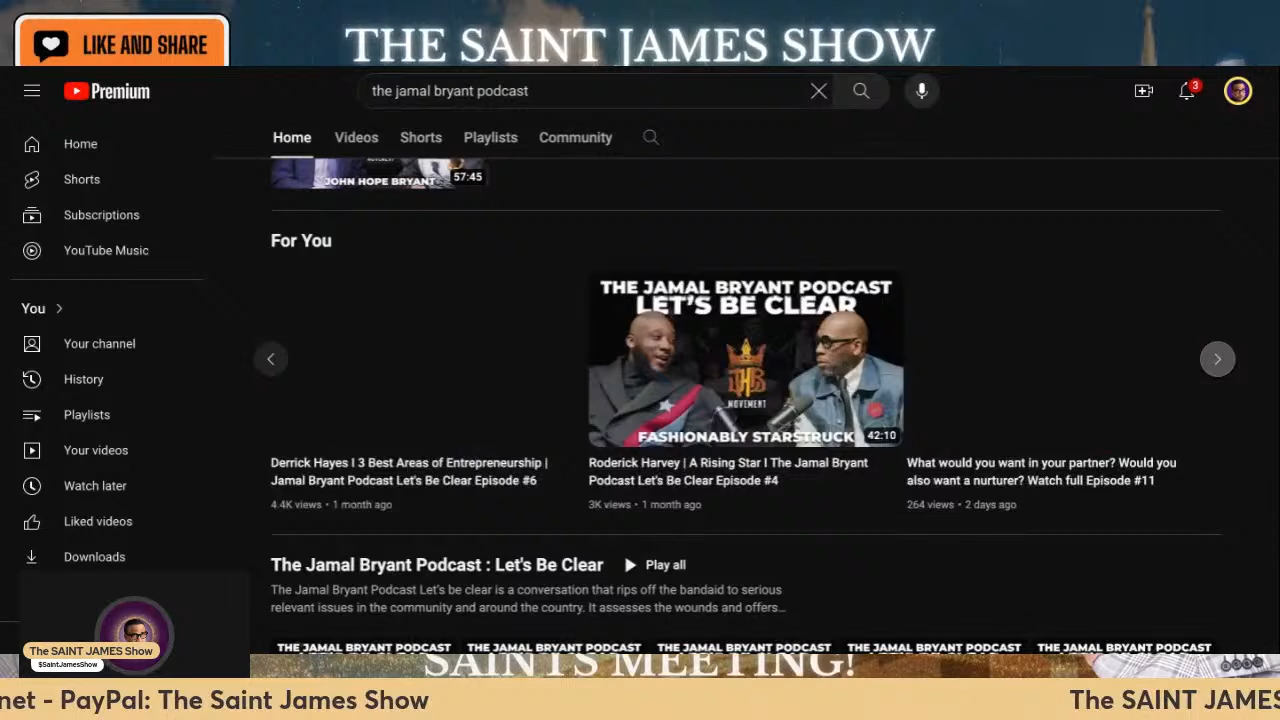 LIKE AND SHARE
THE SAINT JAMES SHOW
Premium
the jamal bryant podcast
3
Home
Videos
Shorts
Playlists
Community
Home
Shorts
Subscriptions
YouTube Music
You
Your channel
History
Playlists
Your videos
Watch later
Liked videos
Downloads
JOHN HOPE BRYANT
57:45
For You
THE JAMAL BRYANT PODCAST
LET'S BE CLEAR
JHB
MOVEMENT
FASHIONABLY STARSTRUCK
42:10
Derrick Hayes I 3 Best Areas of Entrepreneurship |
Jamal Bryant Podcast Let's Be Clear Episode #6
4.4K views • 1 month ago
Roderick Harvey | A Rising Star I The Jamal Bryant
Podcast Let's Be Clear Episode #4
3K views • 1 month ago
What would you want in your partner? Would you
also want a nurturer? Watch full Episode #11
264 views • 2 days ago
The Jamal Bryant Podcast : Let's Be Clear
Play all
The Jamal Bryant Podcast Let's be clear is a conversation that rips off the bandaid to serious
relevant issues in the community and around the country. It assesses the wounds and offers...
THE JAMAL BRYANT PODCAST
THE JAMAL BRYANT PODCAST
THE JAMAL BRYANT PODCAST
THE JAMAL BRYANT PODCAST
THE JAMAL BRYANT PODCAST
The SAINT JAMES Show
$SaintJamesShow
SAINTS MEETING!
net - PayPal: The Saint James Show
The SAINT JAMES